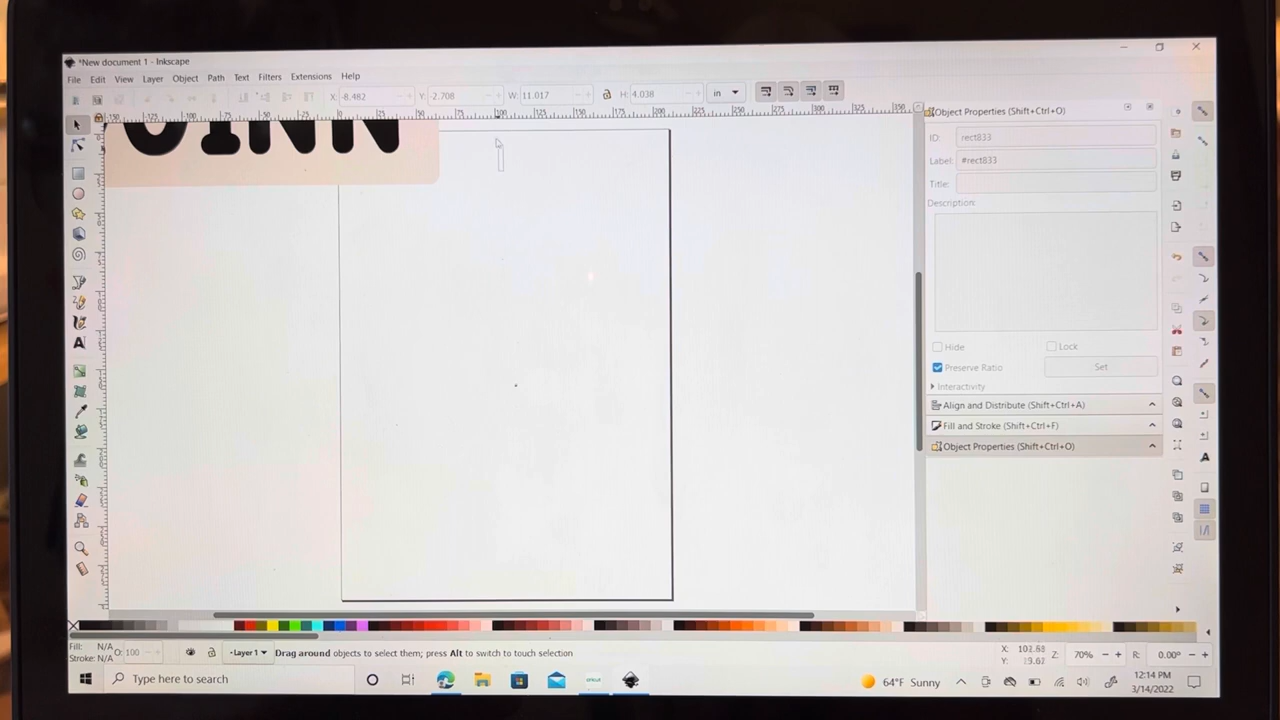 *New document 1 - Inkscape
File Edit View Layer Object Path Text Filters Extensions Help
X: -8.482 Y: -2.708 W: 11.017 H: 4.038 in
Object Properties (Shift+Ctrl+O)
ID: rect833
Label: #rect833
Title:
Description:
Hide Lock
Preserve Ratio Set
Interactivity
Align and Distribute (Shift+Ctrl+A)
Fill and Stroke (Shift+Ctrl+F)
Object Properties (Shift+Ctrl+O)
Fill: N/A
Stroke: N/A
O: 100
Layer 1
Drag around objects to select them; press Alt to switch to touch selection
Z: 70% R: 0.00°
Type here to search
64°F Sunny
12:14 PM
3/14/2022